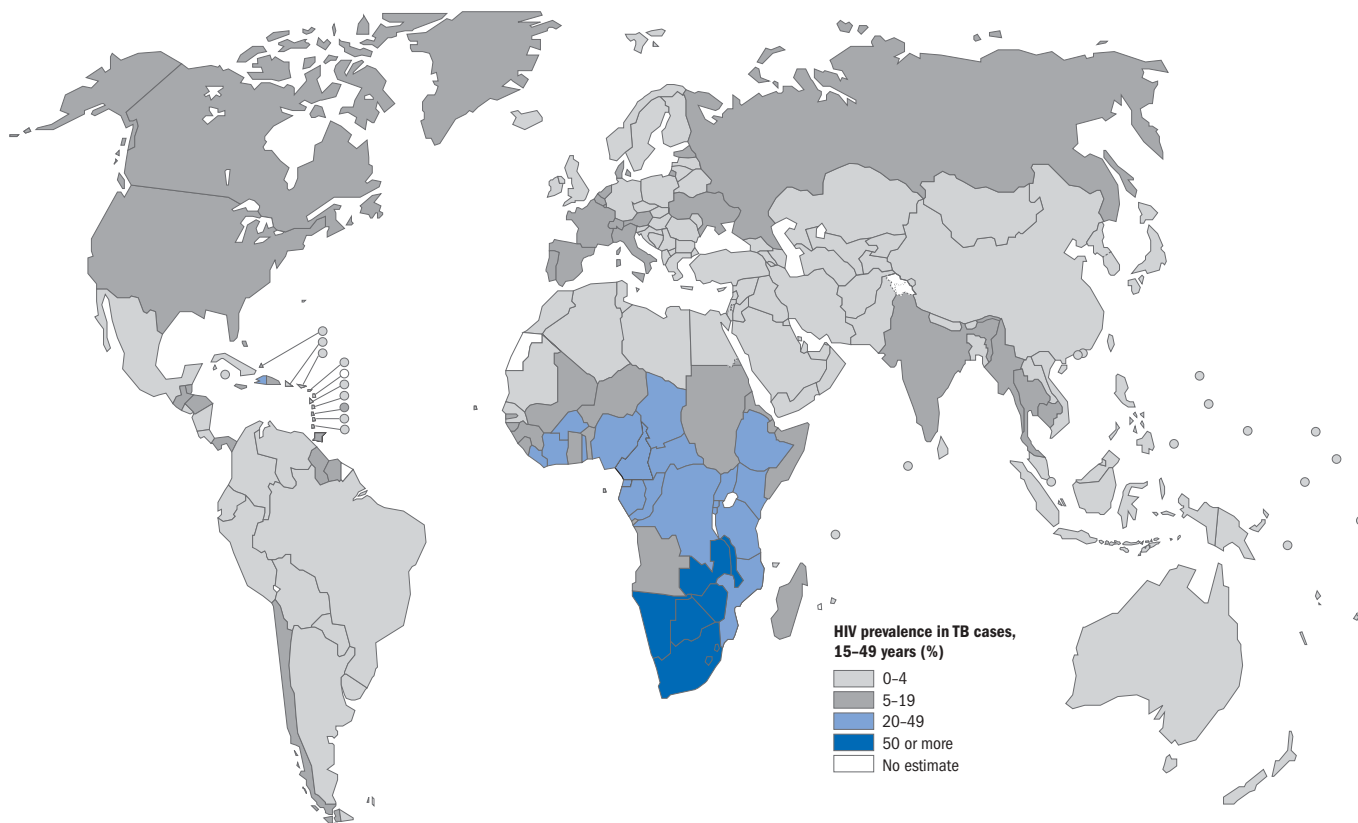 HIV prevalence in TB cases,
15–49 years (%)
0–4
5–19
20–49
50 or more
No estimate